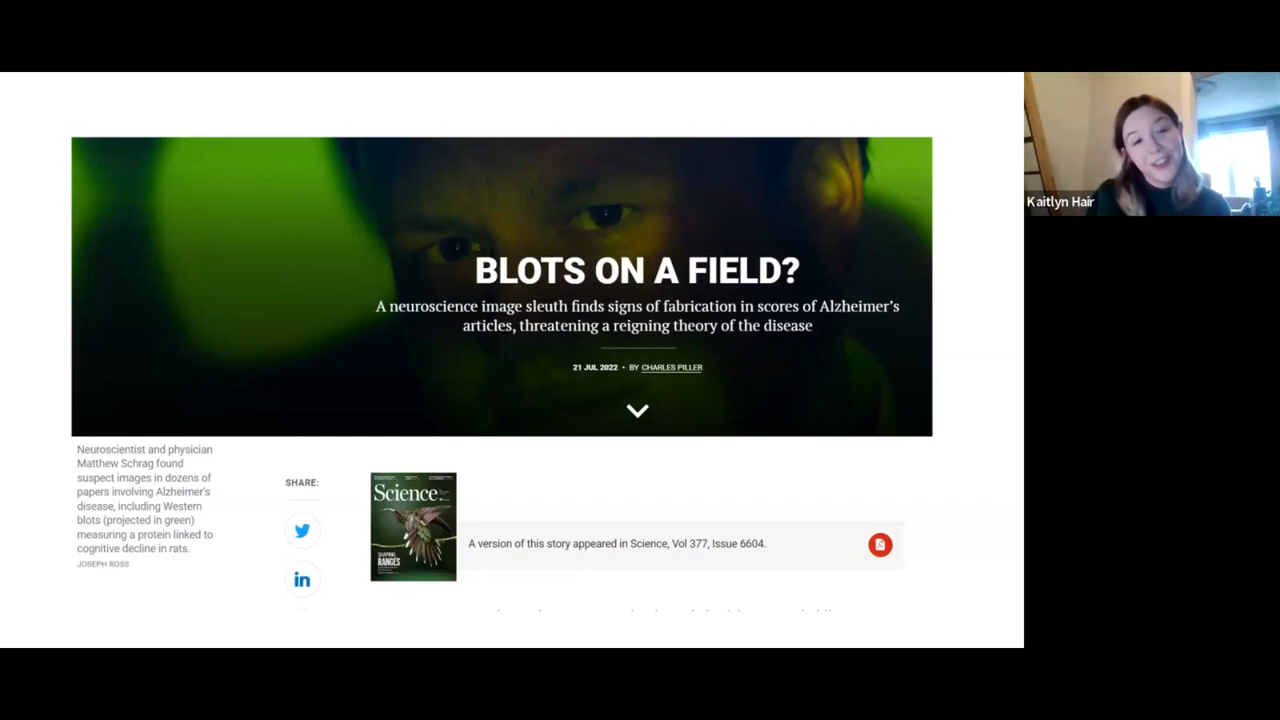 Kaitlyn Hair
BLOTS ON A FIELD?
A neuroscience image sleuth finds signs of fabrication in scores of Alzheimer's
articles, threatening a reigning theory of the disease
21 JUL 2022 • BY CHARLES PILLER
Neuroscientist and physician
Matthew Schrag found
suspect images in dozens of
papers involving Alzheimer's
disease, including Western
blots (projected in green)
measuring a protein linked to
cognitive decline in rats.
JOSEPH ROSS
SHARE:
in
Science
SHAPING
RANGES
A version of this story appeared in Science, Vol 377, Issue 6604.